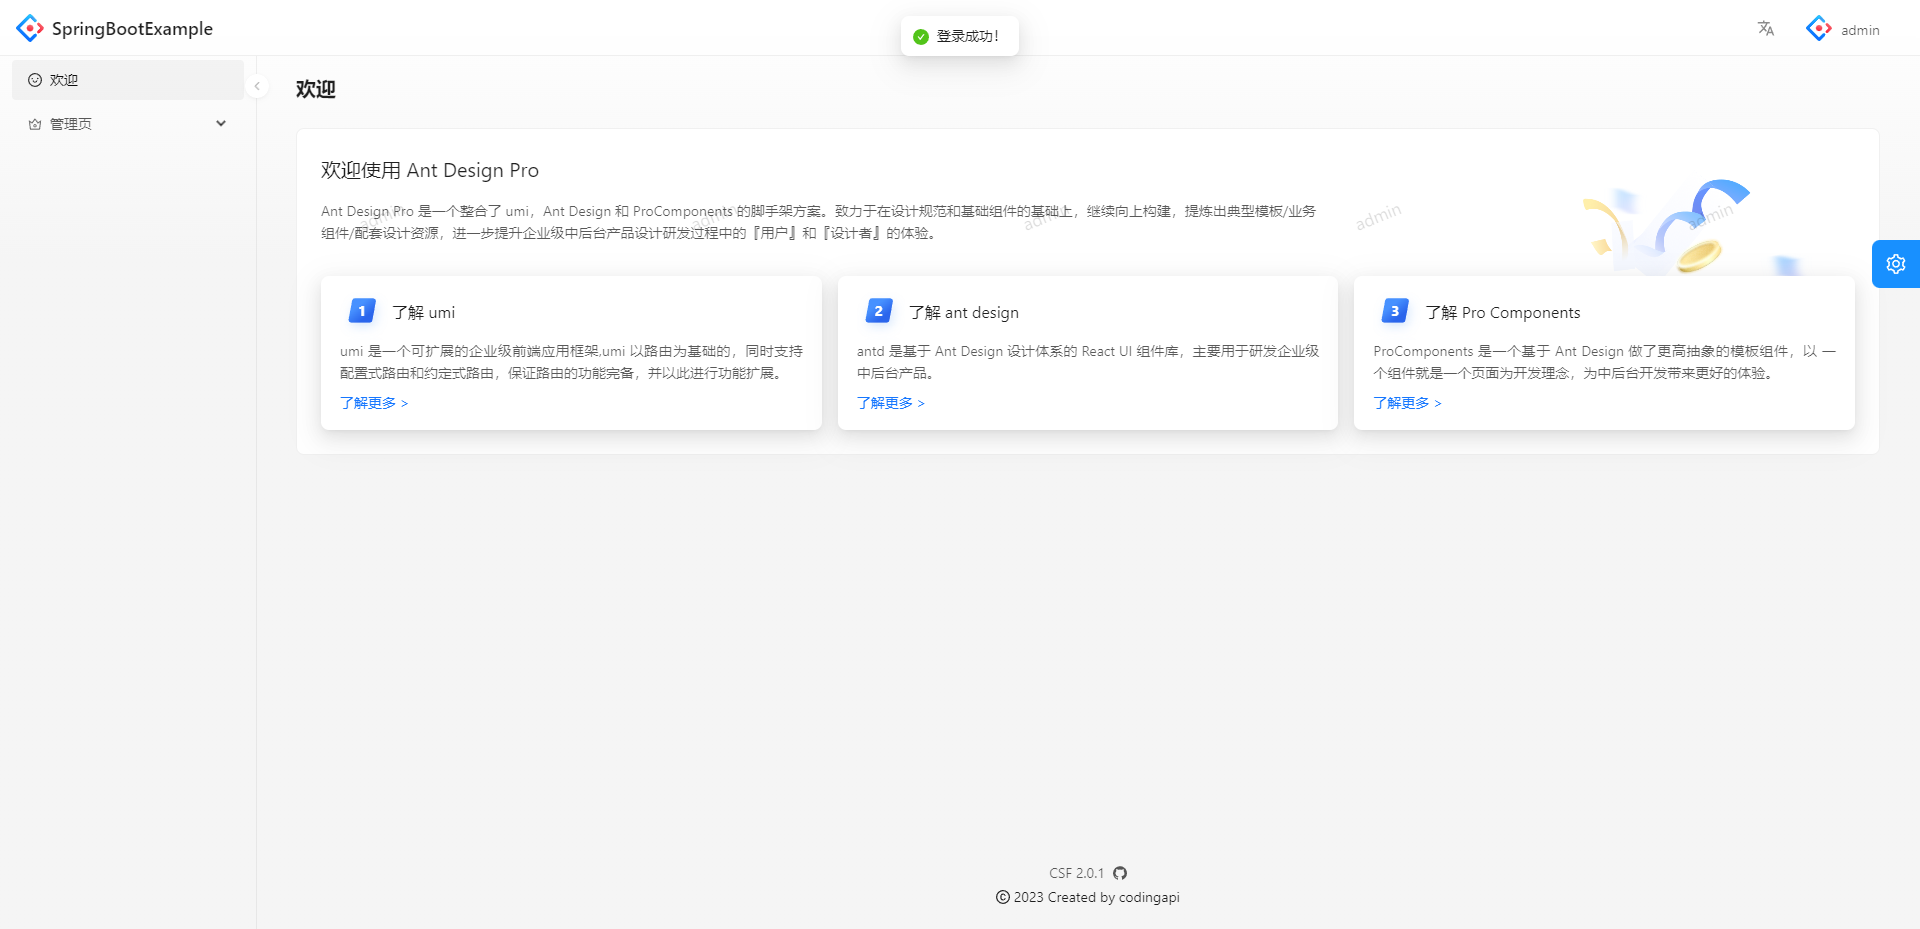 SpringBootExample
登录成功！
admin
欢迎
管理页
欢迎
欢迎使用 Ant Design Pro
Ant Design Pro 是一个整合了 umi，Ant Design 和 ProComponents 的脚手架方案。致力于在设计规范和基础组件的基础上，继续向上构建，提炼出典型模板/业务
组件/配套设计资源，进一步提升企业级中后台产品设计研发过程中的『用户』和『设计者』的体验。
admin
admin
admin
admin
admin
1
了解 umi
umi 是一个可扩展的企业级前端应用框架,umi 以路由为基础的，同时支持
配置式路由和约定式路由，保证路由的功能完备，并以此进行功能扩展。
了解更多 >
2
了解 ant design
antd 是基于 Ant Design 设计体系的 React UI 组件库，主要用于研发企业级
中后台产品。
了解更多 >
3
了解 Pro Components
ProComponents 是一个基于 Ant Design 做了更高抽象的模板组件，以 一
个组件就是一个页面为开发理念，为中后台开发带来更好的体验。
了解更多 >
CSF 2.0.1
© 2023 Created by codingapi